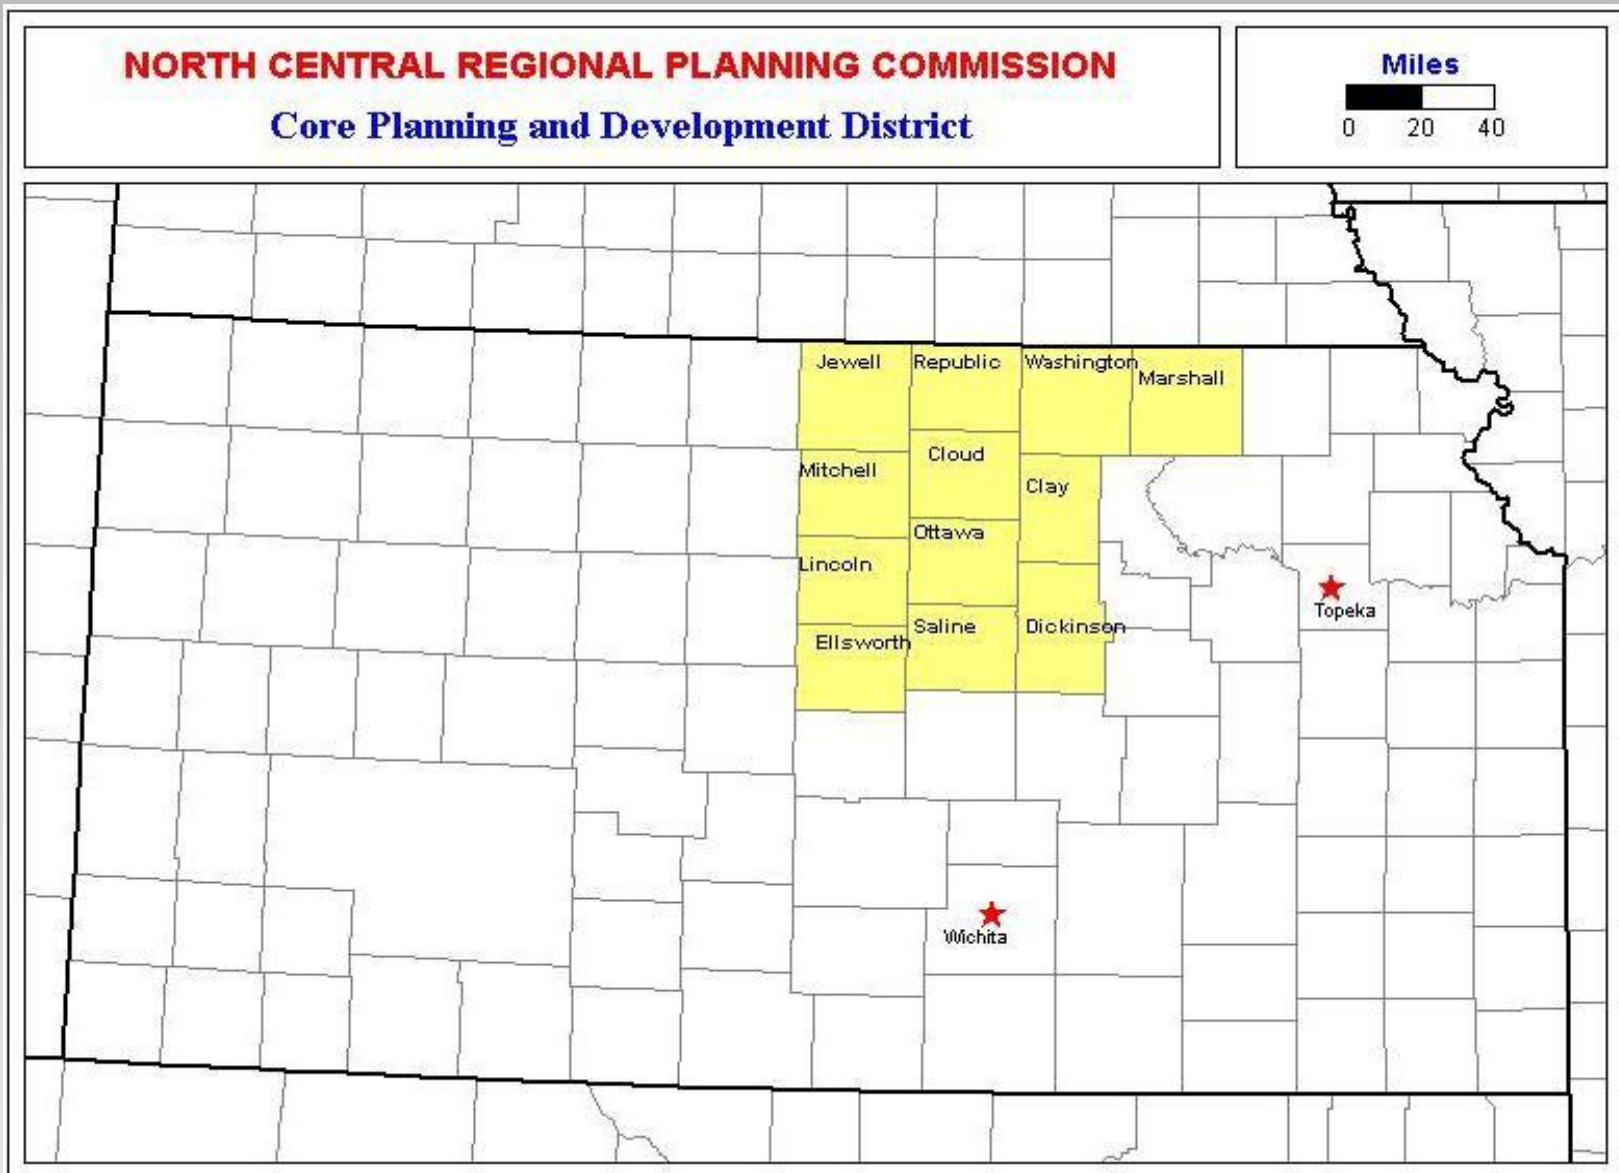 NORTH CENTRAL REGIONAL PLANNING COMMISSION
Core Planning and Development District
Miles
0 20 40
Jewell
Republic
Washington
Marshall
Mitchell
Cloud
Clay
Ottawa
Lincoln
Ellsworth
Saline
Dickinson
Topeka
Wichita